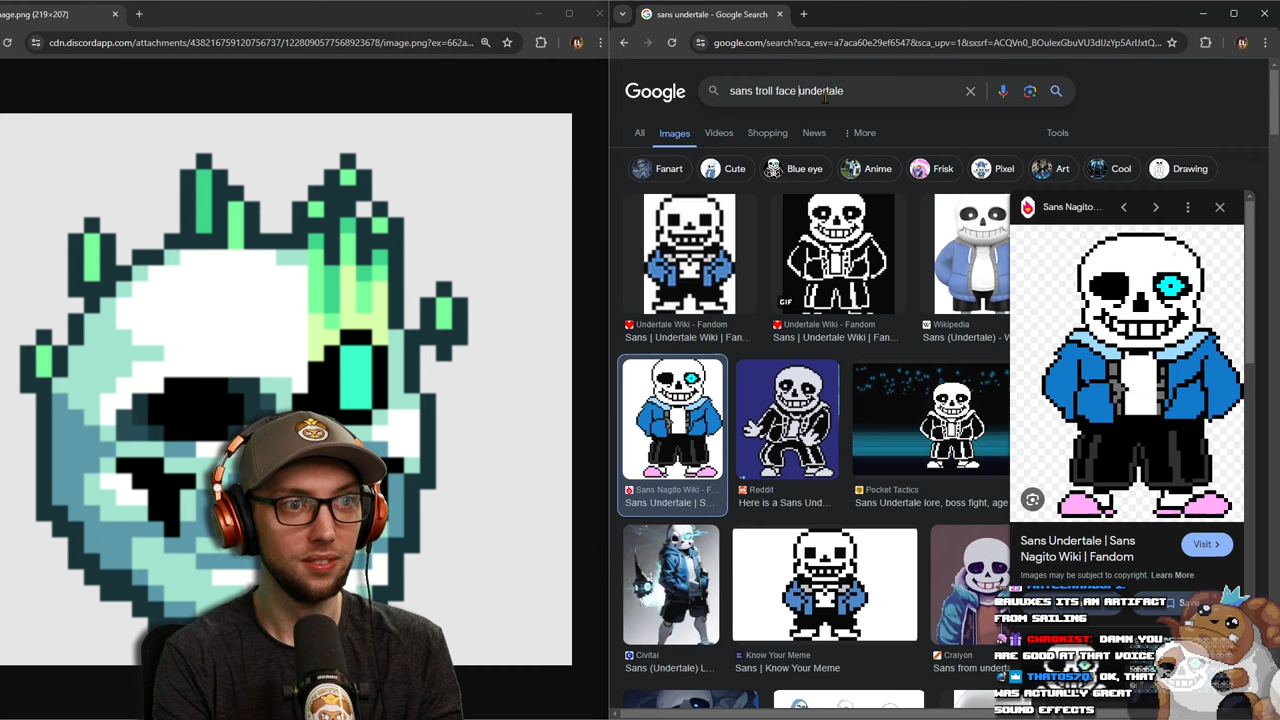 mage.png (219×207)
sans undertale - Google Search
cdn.discordapp.com/attachments/438216759120756737/1228090577568923678/image.png?ex=662a...
google.com/search?sca_esv=a7aca60e29ef6547&sca_upv=1&sxsrf=ACQVn0_BOuIexGbuVU3dIJzYp5ArIJxtQ...
Google
sans troll face undertale
All
Images
Videos
Shopping
News
More
Tools
Fanart
Cute
Blue eye
Anime
Frisk
Pixel
Art
Cool
Drawing
Sans Nagito...
GIF
Undertale Wiki - Fandom
Sans | Undertale Wiki | Fan...
Undertale Wiki - Fandom
Sans | Undertale Wiki | Fan...
Wikipedia
Sans (Undertale) - W
Sans Nagito Wiki - F...
Sans Undertale | S...
Reddit
Here is a Sans Und...
Pocket Tactics
Sans Undertale lore, boss fight, age
Sans Undertale | Sans
Nagito Wiki | Fandom
Visit >
Images may be subject to copyright. Learn More
Save
Civitai
Sans (Undertale) L...
Know Your Meme
Sans | Know Your Meme
Craiyon
Sans from underta
ITS AN ARTIFACT
FROM SAILING
CHRONIST: DAMN YOU
ARE GOOD AT THAT VOICE
THATOS7Q: OK, THAT
WAS ACTUALLY GREAT
SOUND EFFECTS